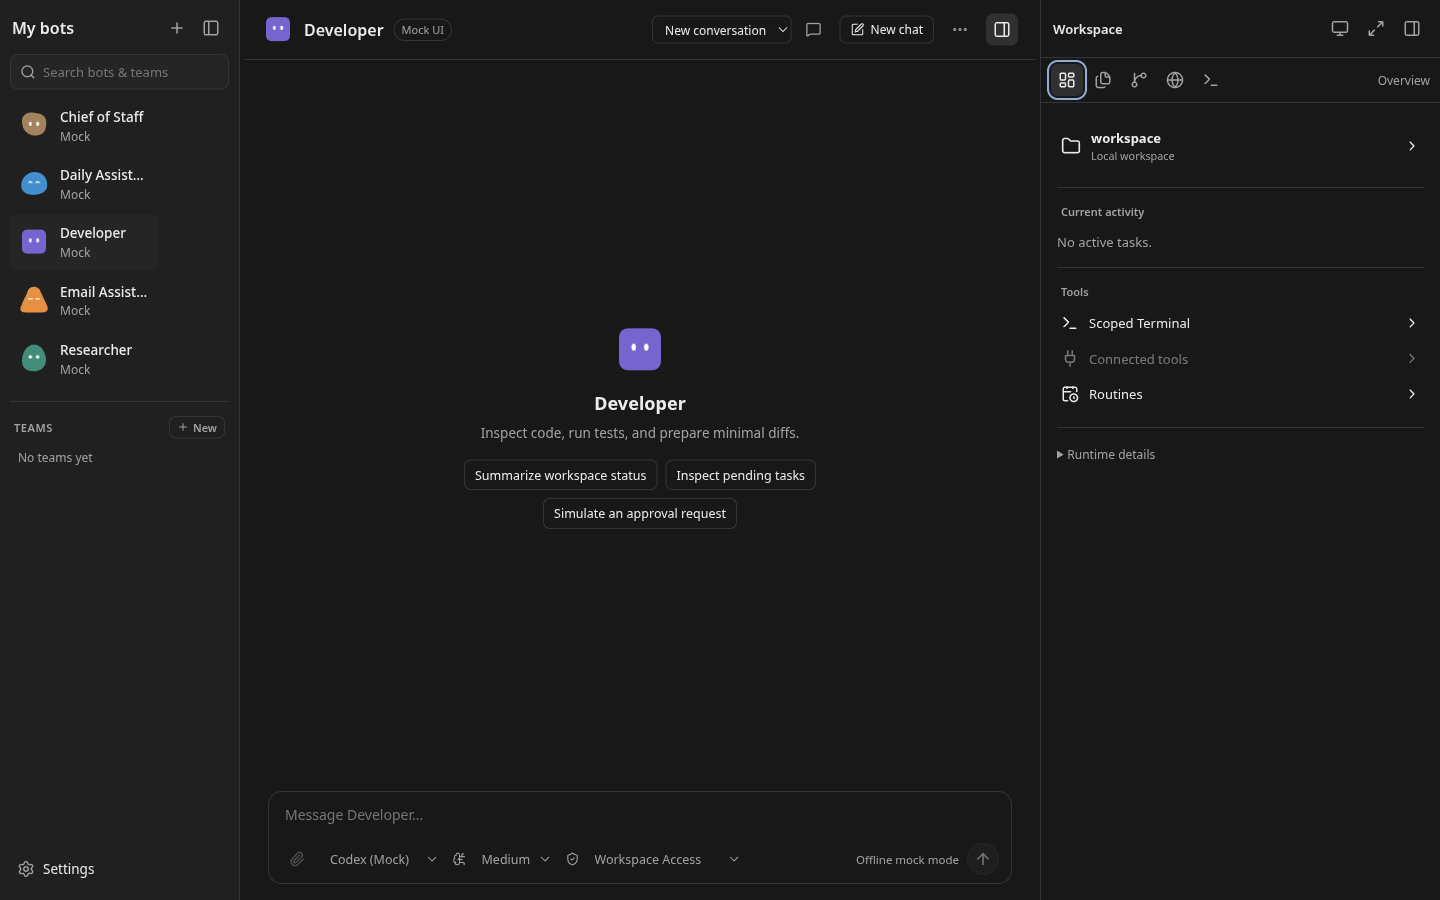 My bots
Search bots & teams
Chief of Staff
Mock
Daily Assist...
Mock
Developer
Mock
Email Assist...
Mock
Researcher
Mock
TEAMS
New
No teams yet
Settings
Developer
Mock UI
New conversation
New chat
Developer
Inspect code, run tests, and prepare minimal diffs.
Summarize workspace status
Inspect pending tasks
Simulate an approval request
Message Developer...
Codex (Mock)
Medium
Workspace Access
Offline mock mode
Workspace
Overview
workspace
Local workspace
Current activity
No active tasks.
Tools
Scoped Terminal
Connected tools
Routines
Runtime details